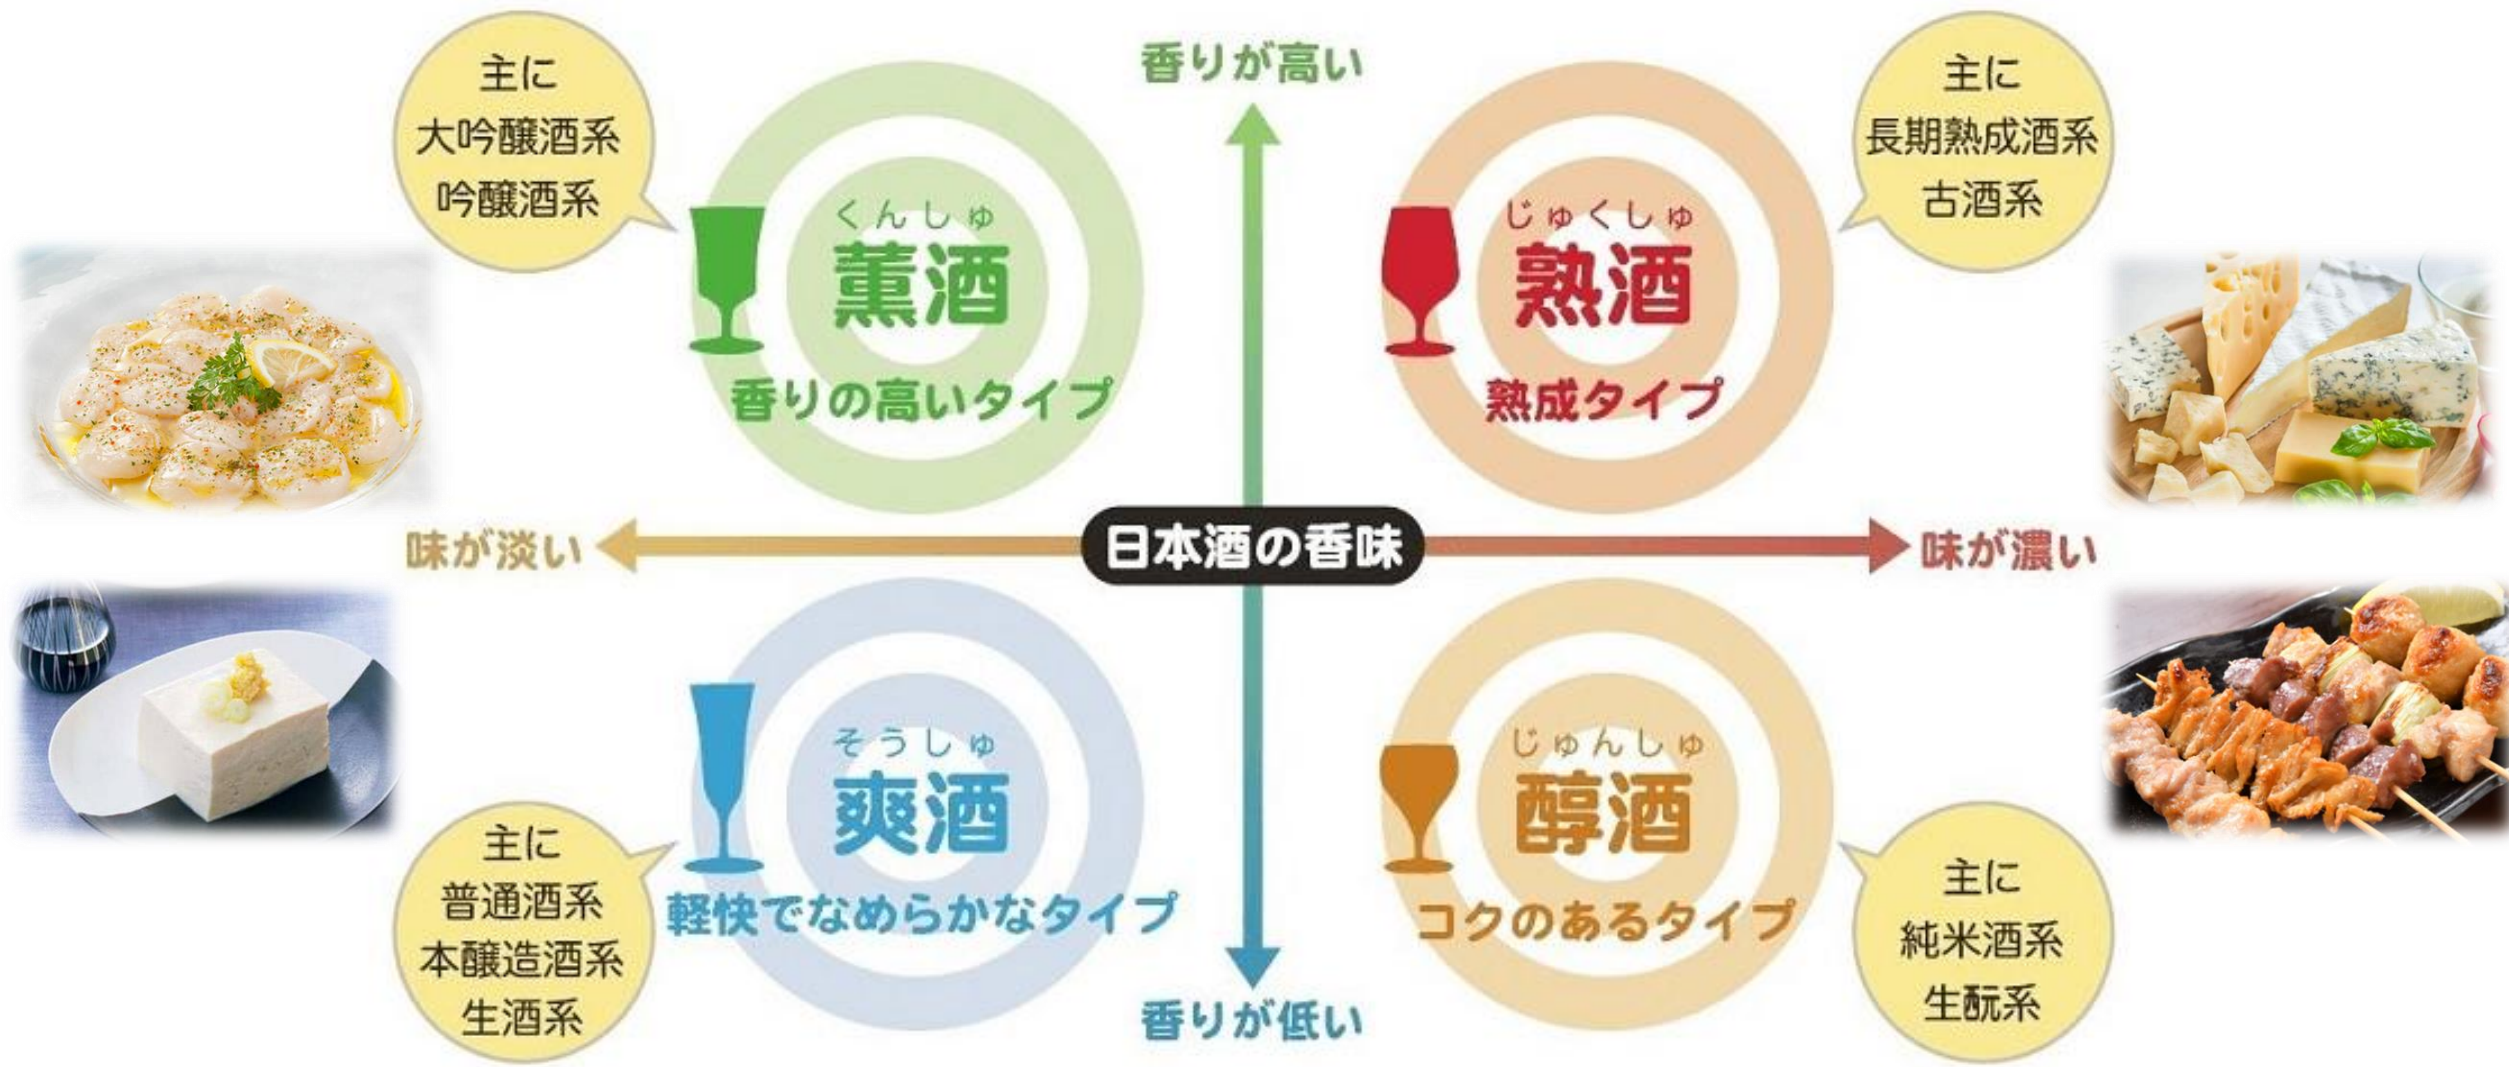 香りが高い
主に
大吟醸酒系
吟醸酒系
くんしゅ
薫酒
香りの高いタイプ
主に
長期熟成酒系
古酒系
じゅくしゅ
熟酒
熟成タイプ
味が淡い
日本酒の香味
味が濃い
そうしゅ
爽酒
軽快でなめらかなタイプ
主に
普通酒系
本醸造酒系
生酒系
じゅんしゅ
醇酒
コクのあるタイプ
主に
純米酒系
生酛系
香りが低い